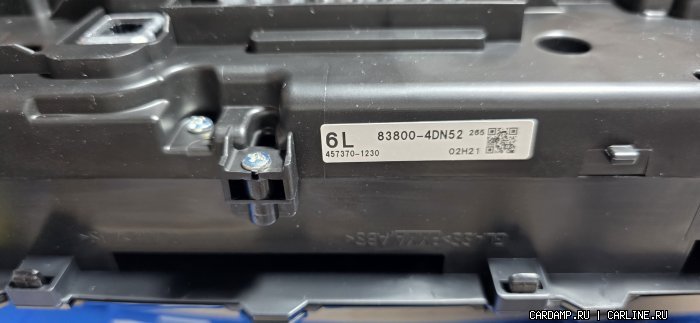 6L 83800-4DN52 265
457370-1230 02H21
CARDAMP.RU | CARLINE.RU